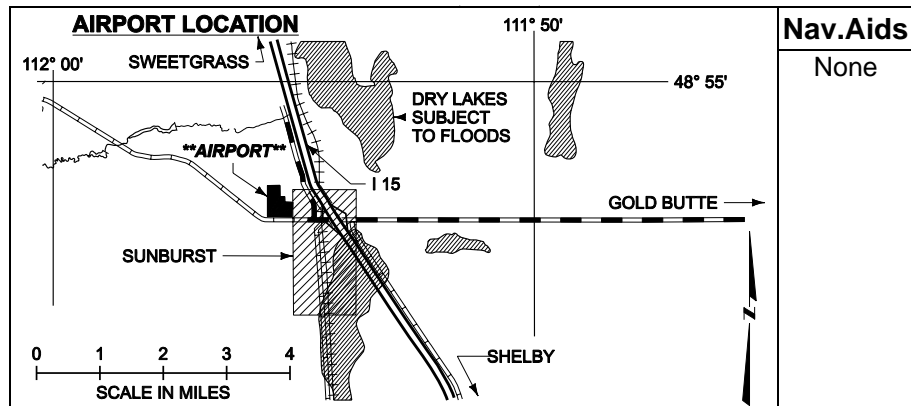 AIRPORT LOCATION
111° 50'
Nav.Aids
SWEETGRASS
112° 00'
None
48° 55'
DRY LAKES
SUBJECT
TO FLOODS
**AIRPORT**
I 15
GOLD BUTTE
SUNBURST
N
0 1 2 3 4
SHELBY
SCALE IN MILES